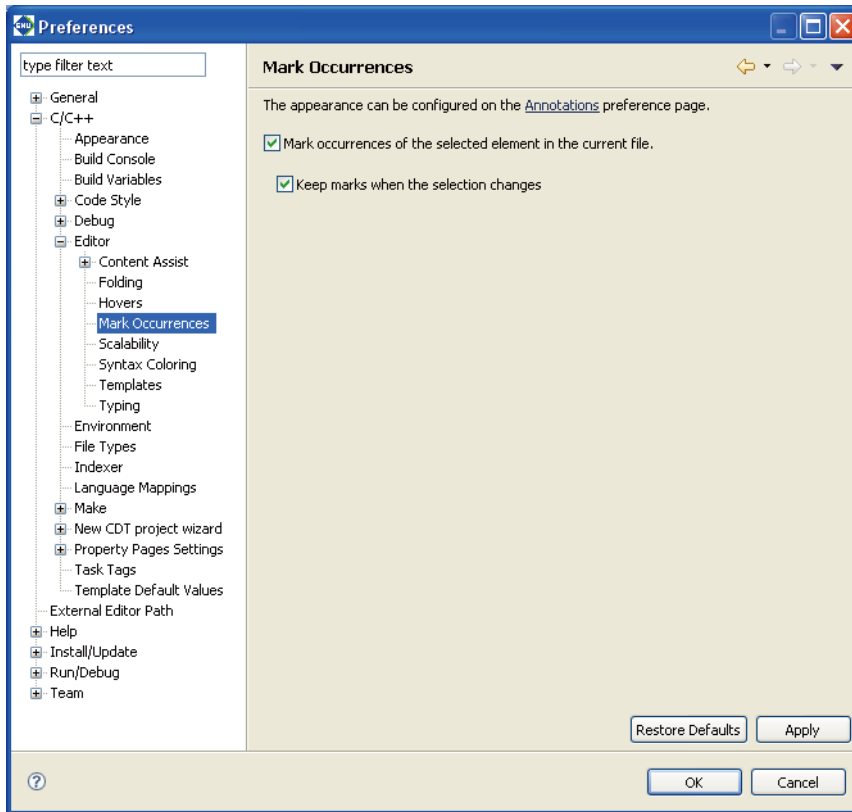 GNU Preferences
type filter text
Mark Occurrences
General
C/C++
Appearance
Build Console
Build Variables
Code Style
Debug
Editor
Content Assist
Folding
Hovers
Mark Occurrences
Scalability
Syntax Coloring
Templates
Typing
Environment
File Types
Indexer
Language Mappings
Make
New CDT project wizard
Property Pages Settings
Task Tags
Template Default Values
External Editor Path
Help
Install/Update
Run/Debug
Team
The appearance can be configured on the Annotations preference page.
Mark occurrences of the selected element in the current file.
Keep marks when the selection changes
Restore Defaults Apply
? OK Cancel